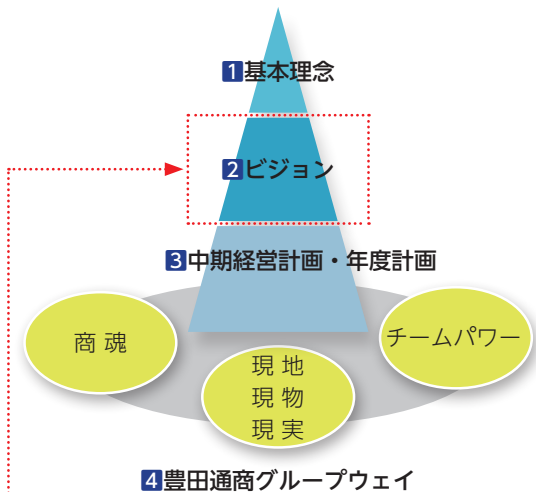 1基本理念
2ビジョン
3中期経営計画・年度計画
商魂
チームパワー
現地
現物
現実
4豊田通商グループウェイ